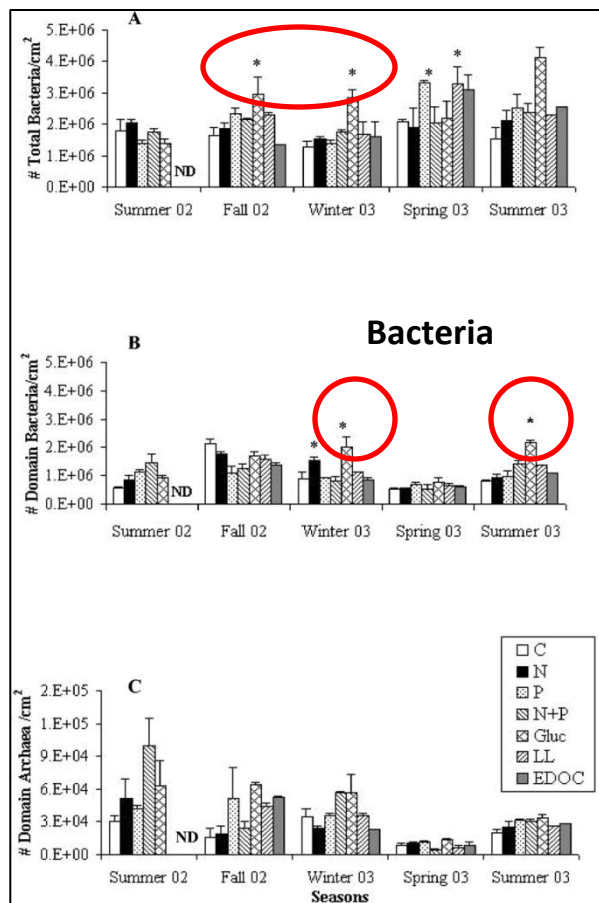 A
# Total Bacteria/cm²
5.E+06
4.E+06
3.E+06
2.E+06
1.E+06
0.E+00
* * * *
ND
Summer 02 Fall 02 Winter 03 Spring 03 Summer 03
Bacteria
B
# Domain Bacteria/cm²
5.E+06
4.E+06
3.E+06
2.E+06
1.E+06
0.E+00
* * *
ND
Summer 02 Fall 02 Winter 03 Spring 03 Summer 03
C
# Domain Archaea /cm²
2.E+05
9.E+04
6.E+04
3.E+04
0.E+00
ND
Summer 02 Fall 02 Winter 03 Spring 03 Summer 03
Seasons
C
N
P
N+P
Gluc
LL
EDOC